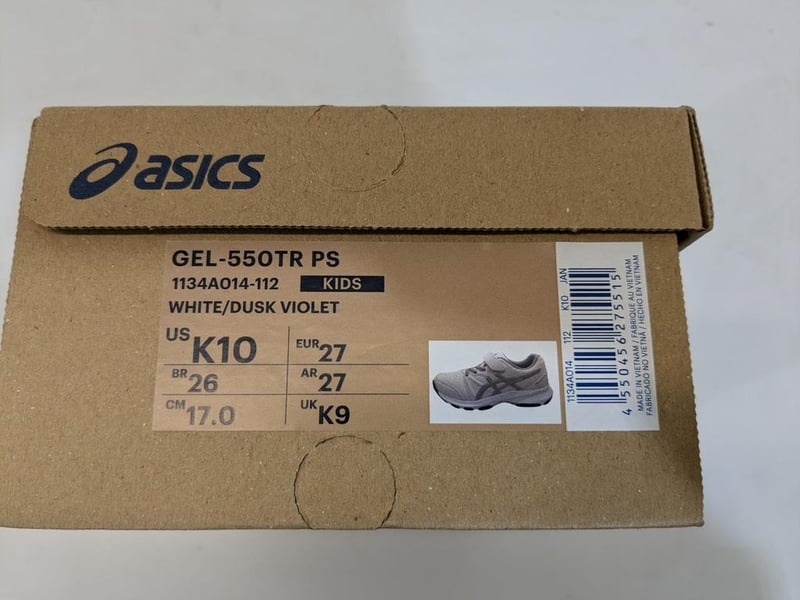 asics
GEL-550TR PS
1134A014-112 KIDS
WHITE/DUSK VIOLET
US K10 EUR 27
BR 26 AR 27
CM 17.0 UK K9
1134A014 112 K10 JAN
4 550456 275515
MADE IN VIETNAM / FABRIQUE AU VIETNAM
FABRICADO NO VIETNÃ / HECHO EN VIETNAM